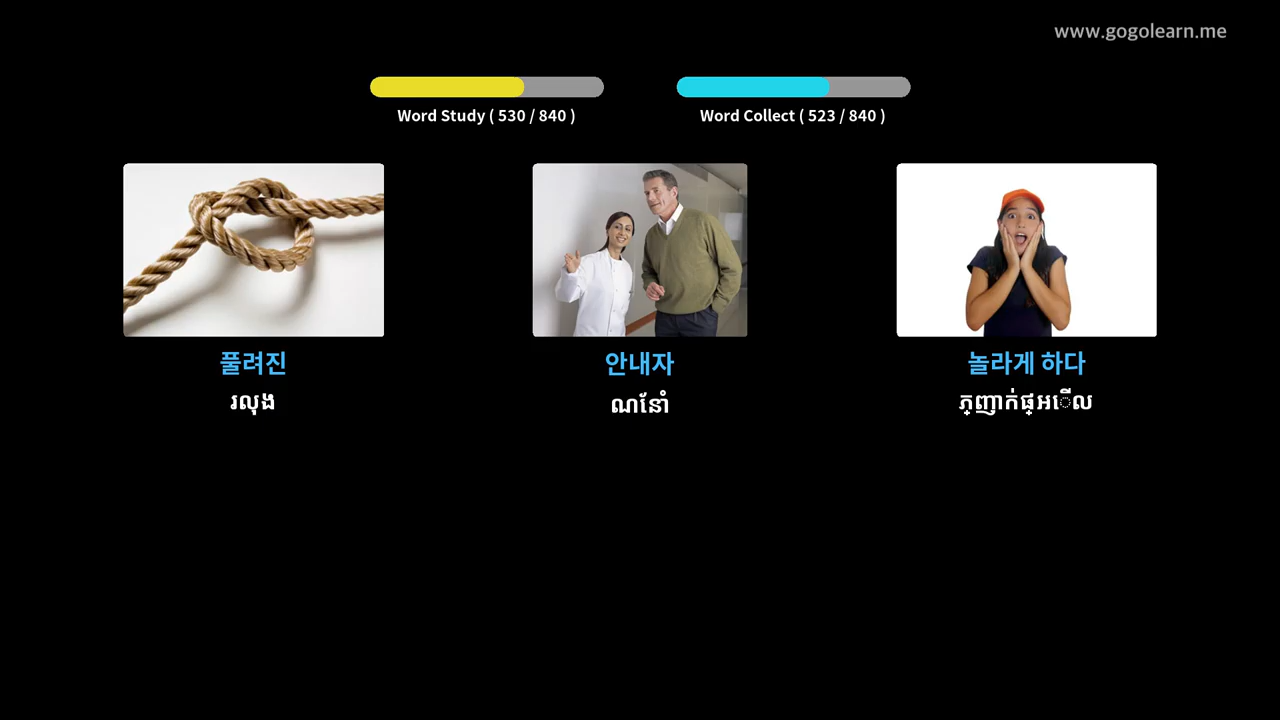 www.gogolearn.me
Word Study ( 530 / 840 )
Word Collect ( 523 / 840 )
풀려진
안내자
놀라게 하다
រលុង
ណែនាំ
ភ្ញាក់ផ្អើល